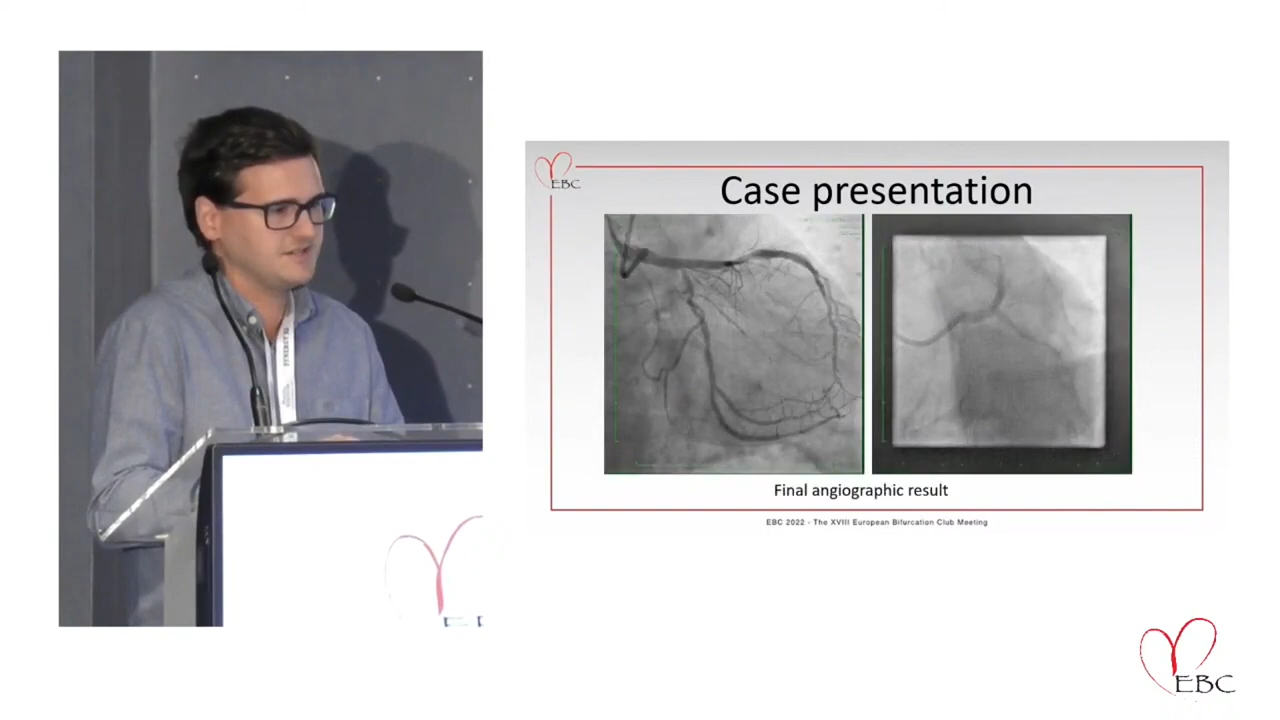 EBC
Case presentation
Final angiographic result
EBC 2022 - The XVIII European Bifurcation Club Meeting
EBC